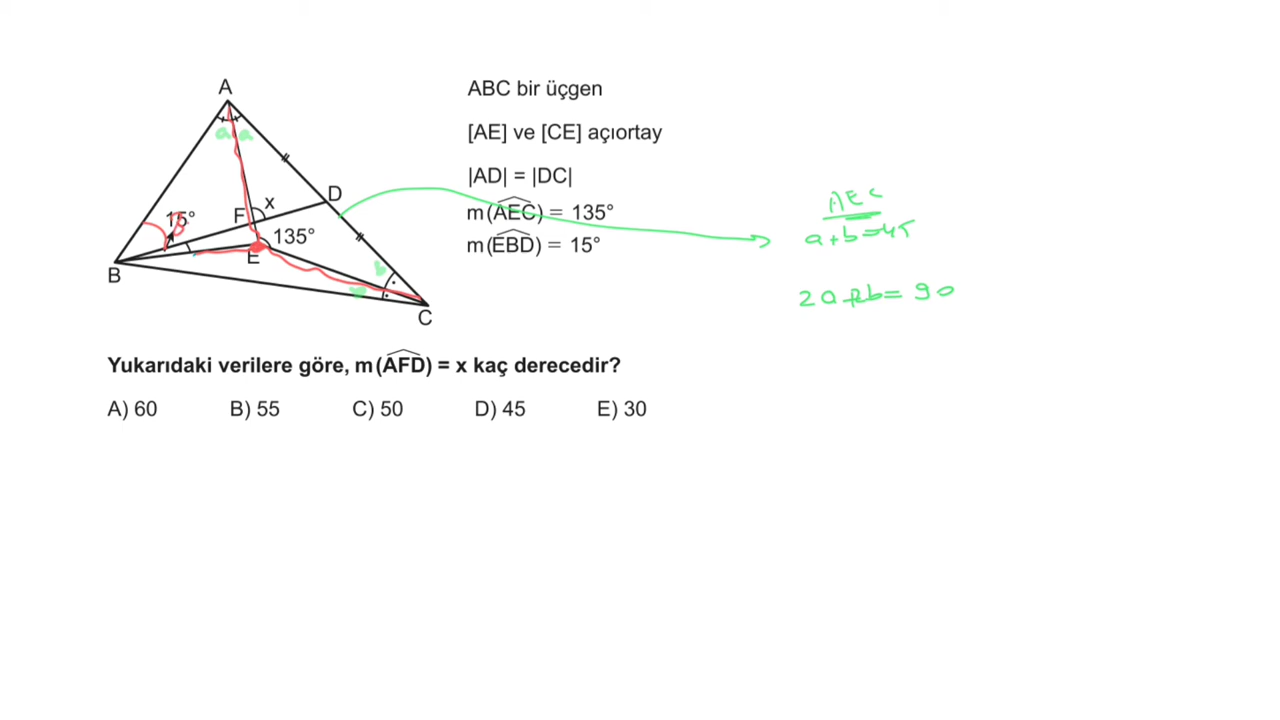 A
a a
D
x
F
15°
B
135°
E
B
b
C
ABC bir üçgen
[AE] ve [CE] açıortay
|AD| = |DC|
m(AEC) = 135°
m(EBD) = 15°
AEC
a+b=45
2a+2b=90
Yukarıdaki verilere göre, m(AFD) = x kaç derecedir?
A) 60 B) 55 C) 50 D) 45 E) 30